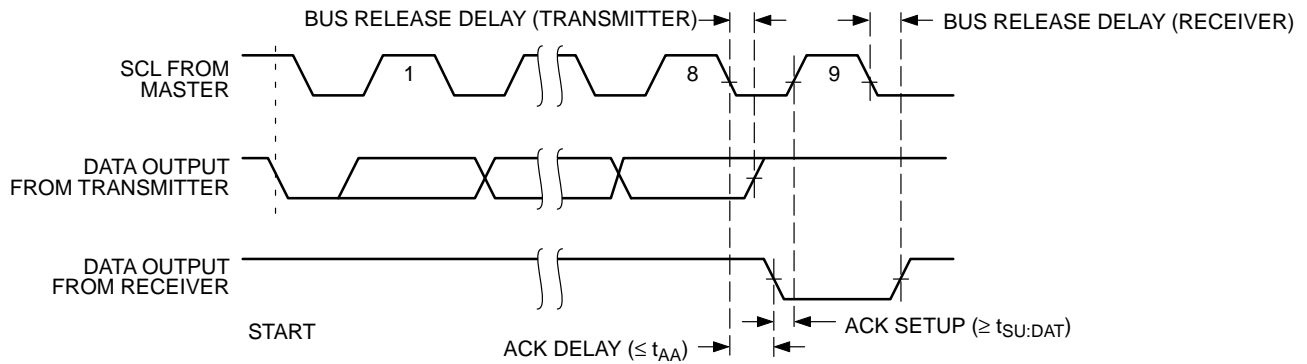 BUS RELEASE DELAY (TRANSMITTER)
BUS RELEASE DELAY (RECEIVER)
SCL FROM
MASTER
1
8
9
DATA OUTPUT
FROM TRANSMITTER
DATA OUTPUT
FROM RECEIVER
START
ACK SETUP (≥ tSU:DAT)
ACK DELAY (≤ tAA)